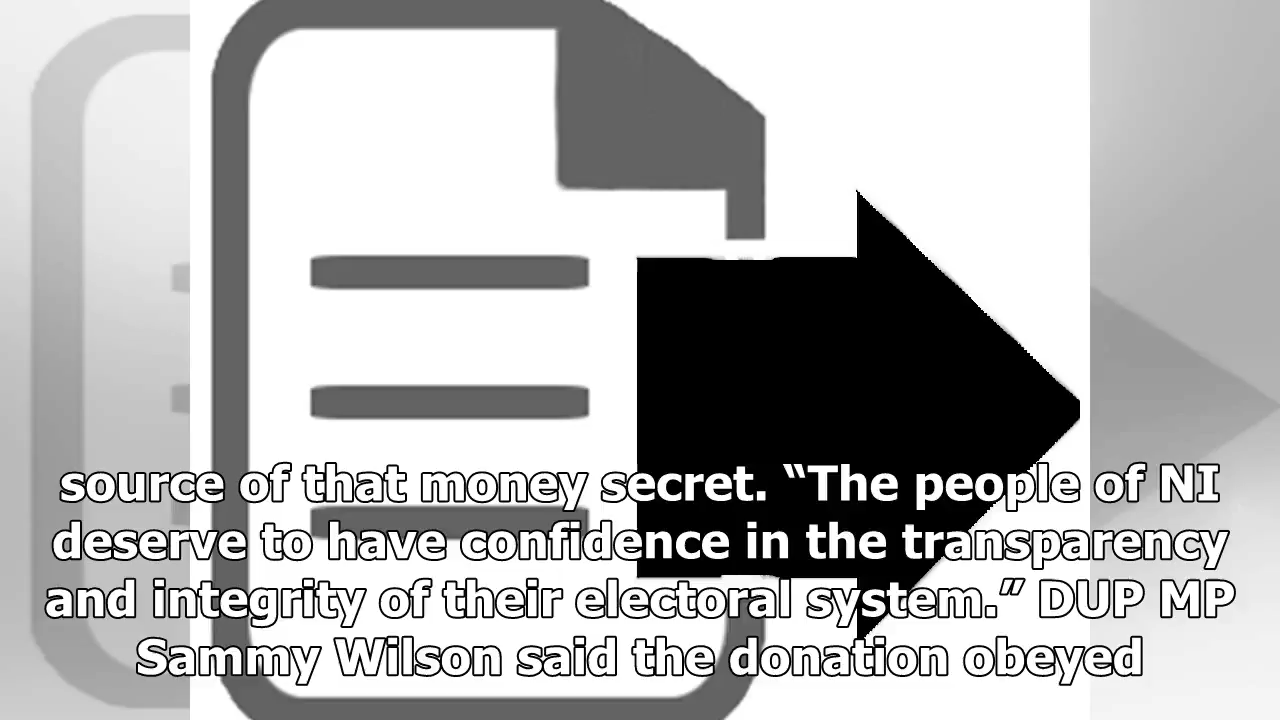 source of that money secret. “The people of NI
deserve to have confidence in the transparency
and integrity of their electoral system.” DUP MP
Sammy Wilson said the donation obeyed